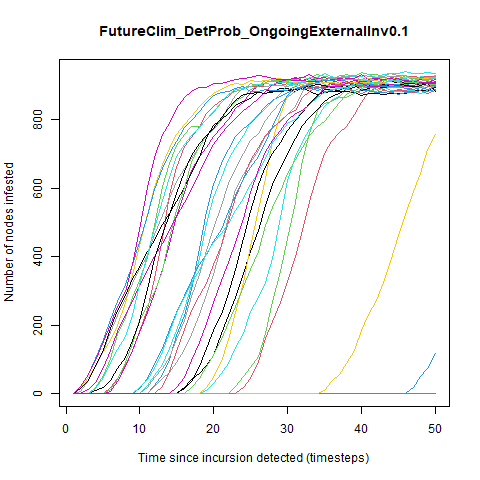 FutureClim_DetProb_OngoingExternalInv0.1
Number of nodes infested
800
600
400
200
0
0 10 20 30 40 50
Time since incursion detected (timesteps)